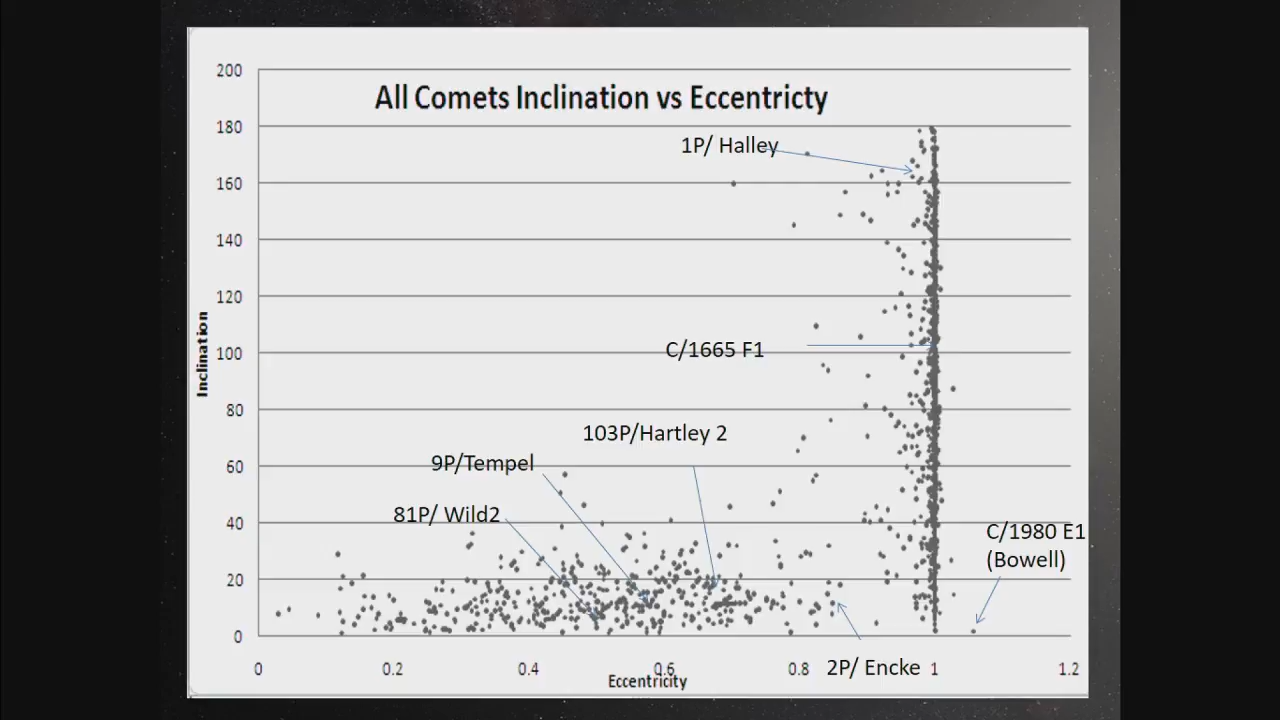 200
All Comets Inclination vs Eccentricty
180
1P/ Halley
160
140
120
C/1665 F1
100
Inclination
80
103P/Hartley 2
9P/Tempel
60
81P/ Wild2
40
C/1980 E1
(Bowell)
20
0
0 0.2 0.4 0.6 0.8 2P/ Encke 1 1.2
Eccentricity